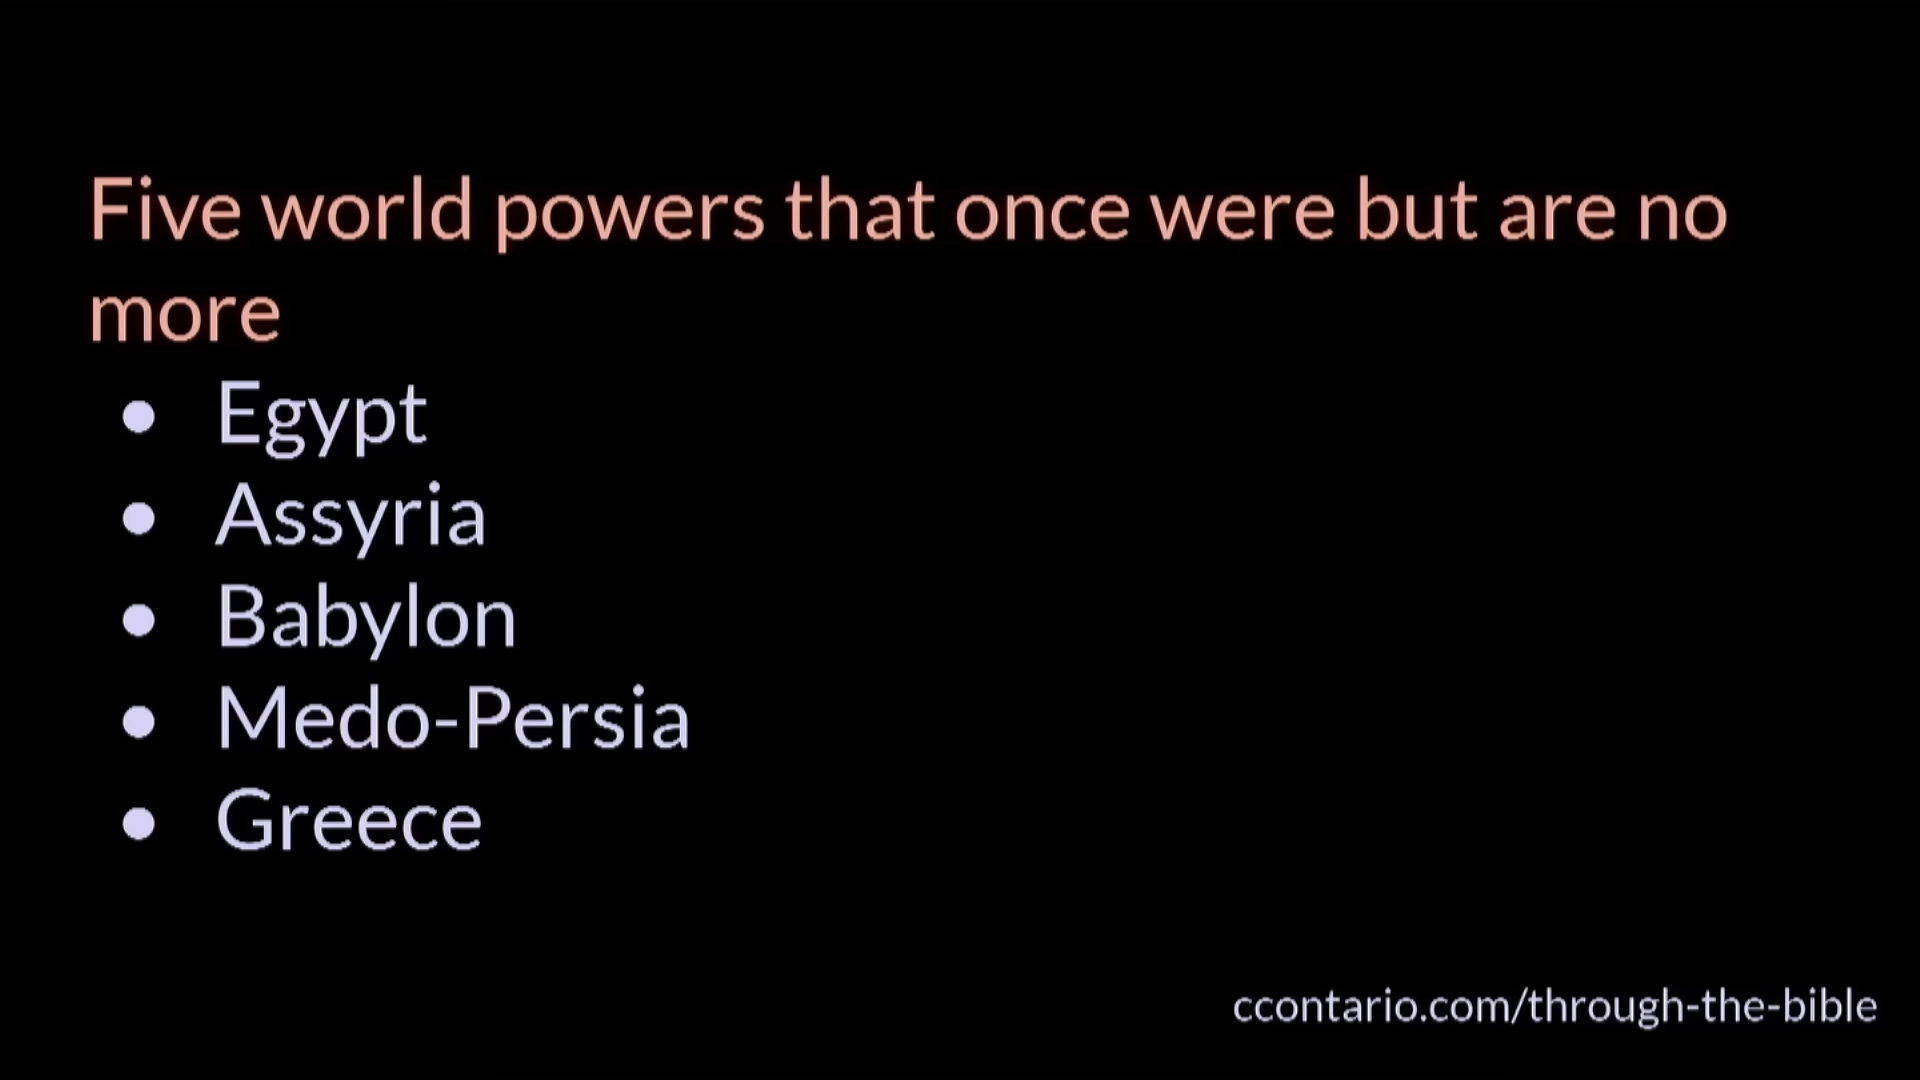 Five world powers that once were but are no
more
● Egypt
● Assyria
● Babylon
● Medo-Persia
● Greece
ccontario.com/through-the-bible